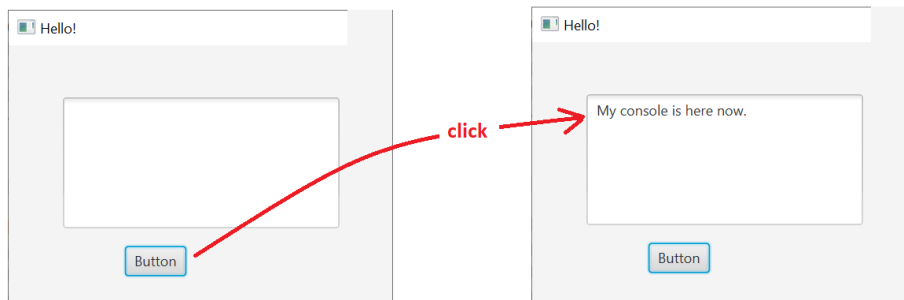 Hello!
Button
click
Hello!
My console is here now.
Button